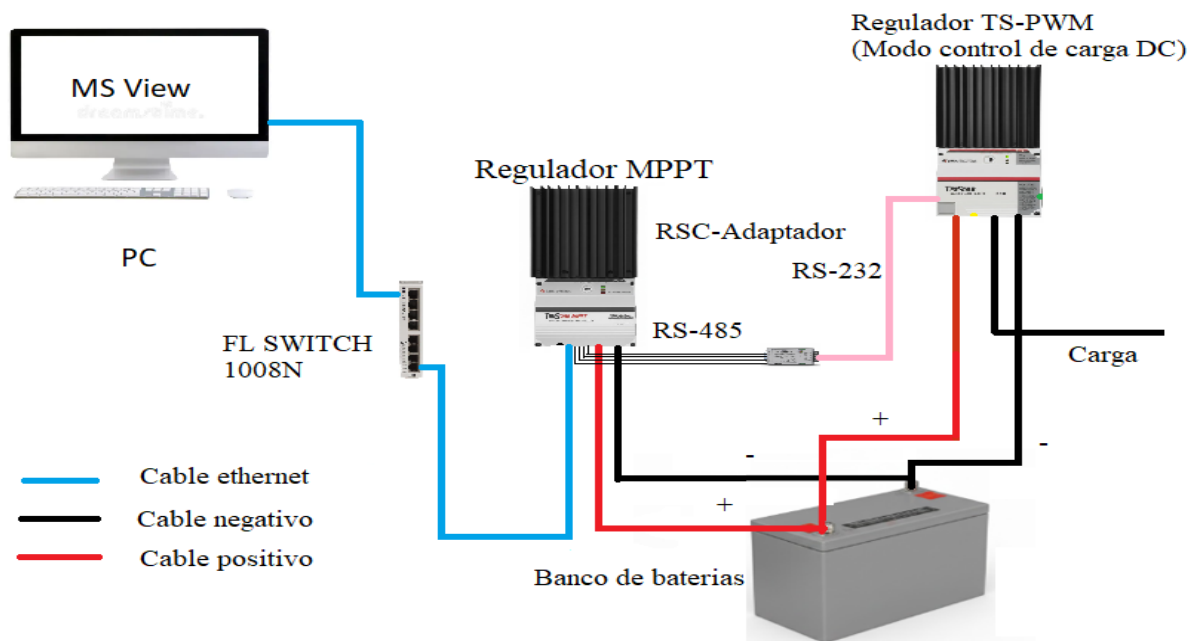 Regulador TS-PWM
(Modo control de carga DC)
MS View
Regulador MPPT
RSC-Adaptador
PC
RS-232
RS-485
FL SWITCH
1008N
Carga
+
-
-
+
Cable ethernet
Cable negativo
Cable positivo
Banco de baterias